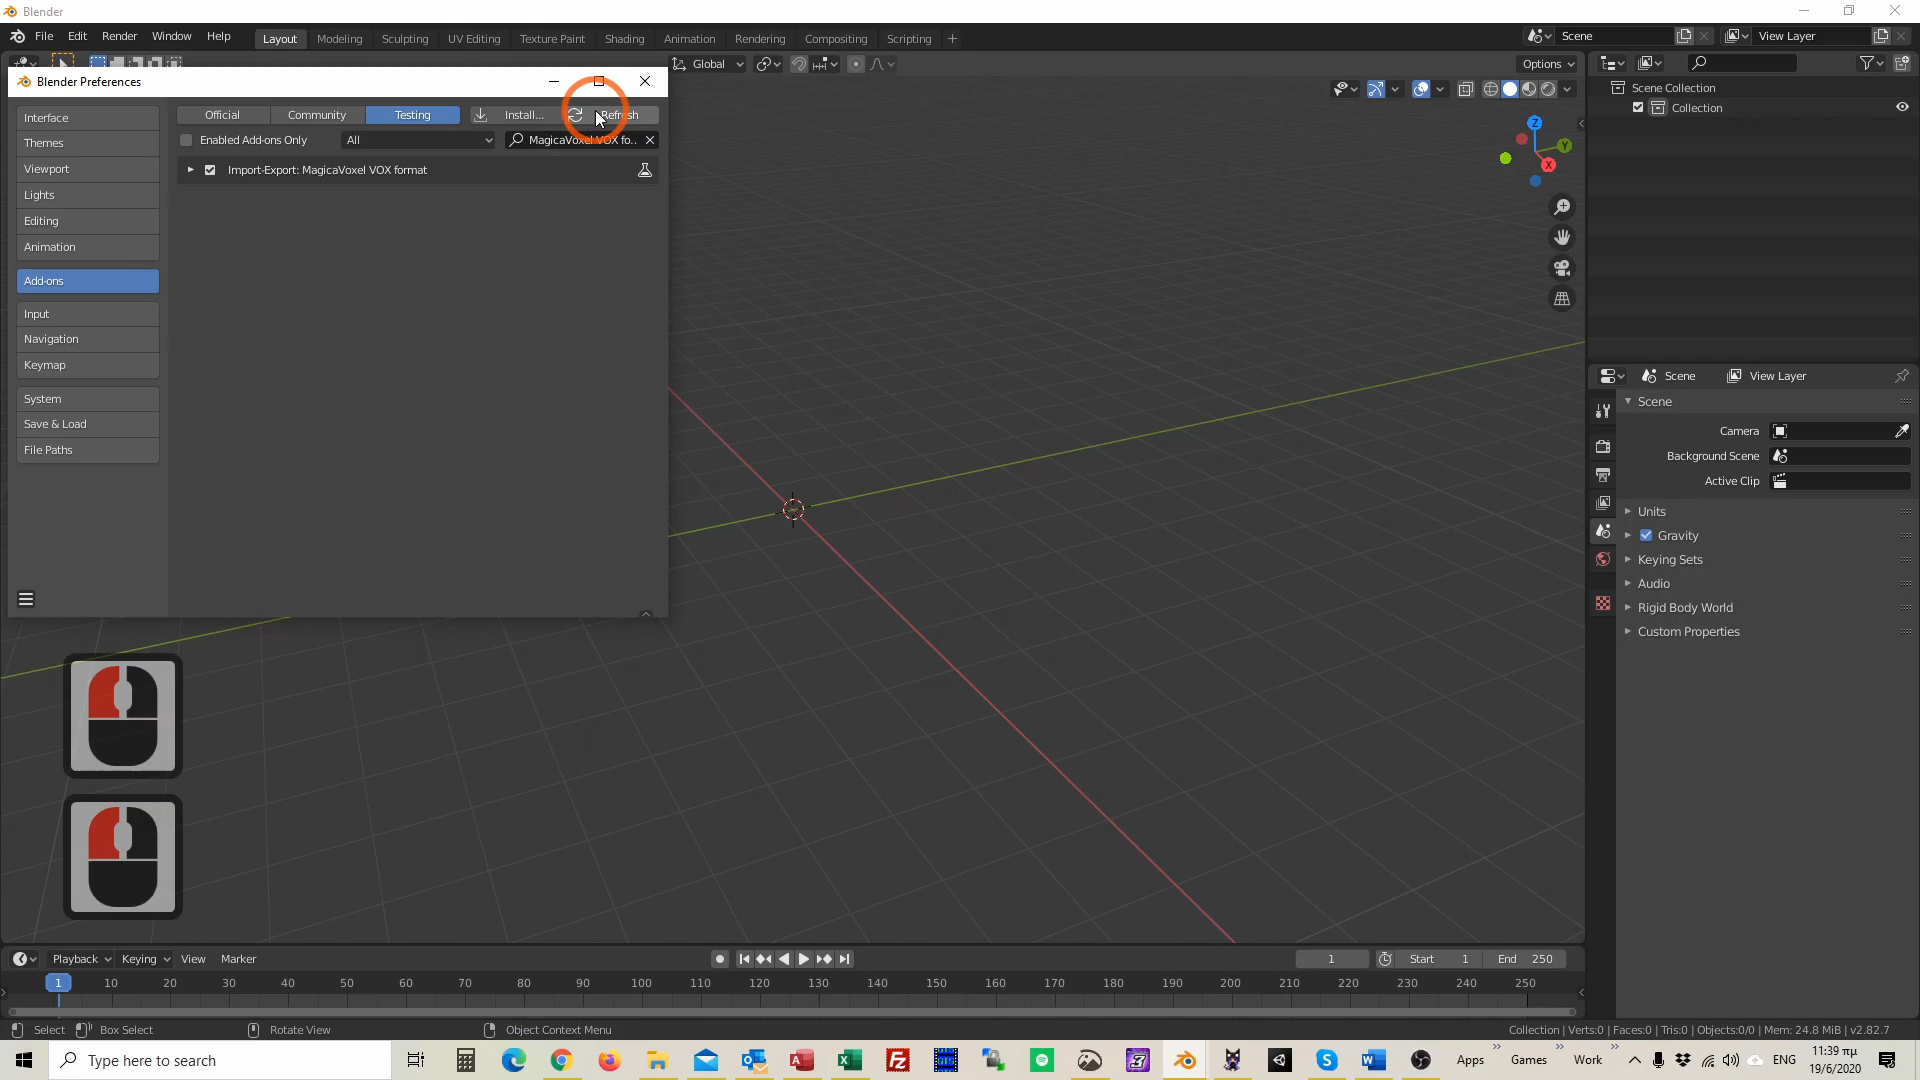 Blender
File Edit Render Window Help Layout Modeling Sculpting UV Editing Texture Paint Shading Animation Rendering Compositing Scripting + Scene View Layer
Global Options
Blender Preferences
Interface
Themes
Viewport
Lights
Editing
Animation
Add-ons
Input
Navigation
Keymap
System
Save & Load
File Paths
Official Community Testing Install... Refresh
Enabled Add-ons Only All MagicaVoxel VOX fo..
Import-Export: MagicaVoxel VOX format
Z
Y
X
Scene Collection
Collection
Scene View Layer
Scene
Camera
Background Scene
Active Clip
Units
Gravity
Keying Sets
Audio
Rigid Body World
Custom Properties
Playback Keying View Marker 1 Start 1 End 250
1 10 20 30 40 50 60 70 80 90 100 110 120 130 140 150 160 170 180 190 200 210 220 230 240 250
Select Box Select Rotate View Object Context Menu Collection | Verts:0 | Faces:0 | Tris:0 | Objects:0/0 | Mem: 24.8 MiB | v2.82.7
Type here to search Apps Games Work ENG 11:39 πμ
19/6/2020